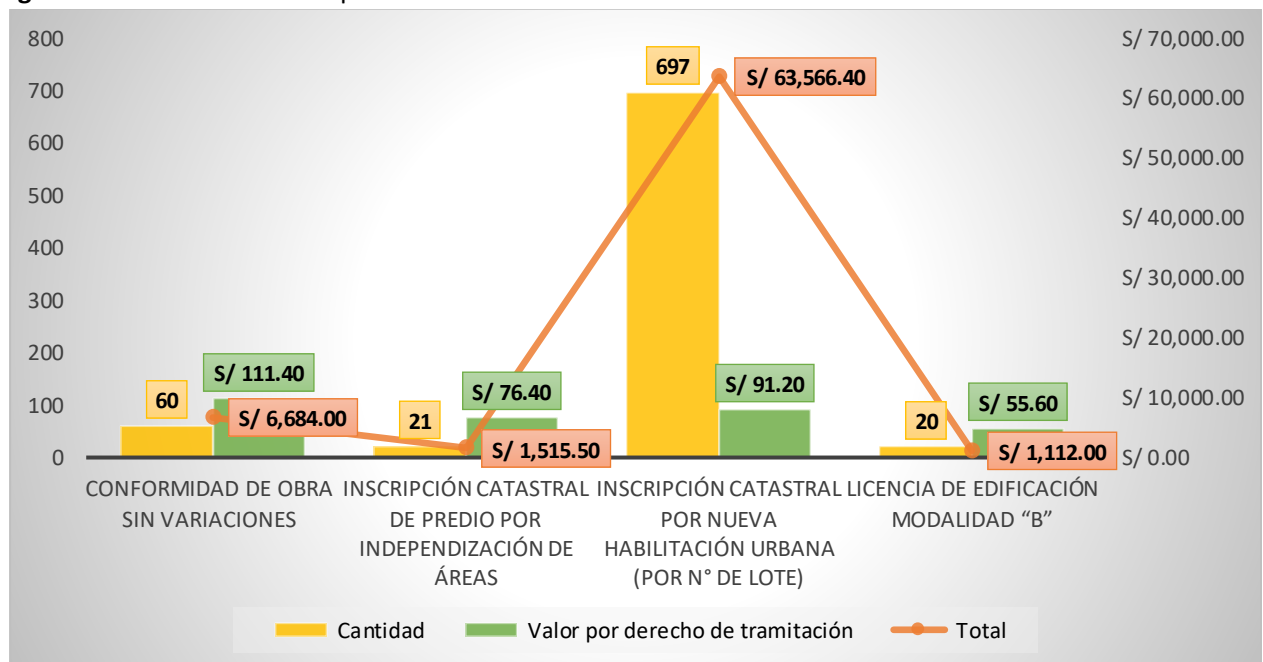 800
700
600
500
400
300
200
100
0
S/ 70,000.00
S/ 60,000.00
S/ 50,000.00
S/ 40,000.00
S/ 30,000.00
S/ 20,000.00
S/ 10,000.00
S/ 0.00
60
S/ 111.40
S/ 6,684.00
21
S/ 76.40
S/ 1,515.50
697
S/ 91.20
S/ 63,566.40
20
S/ 55.60
S/ 1,112.00
CONFORMIDAD DE OBRA
SIN VARIACIONES
INSCRIPCIÓN CATASTRAL
DE PREDIO POR
INDEPENDIZACIÓN DE
ÁREAS
INSCRIPCIÓN CATASTRAL
POR NUEVA
HABILITACIÓN URBANA
(POR N° DE LOTE)
LICENCIA DE EDIFICACIÓN
MODALIDAD “B”
Cantidad
Valor por derecho de tramitación
Total